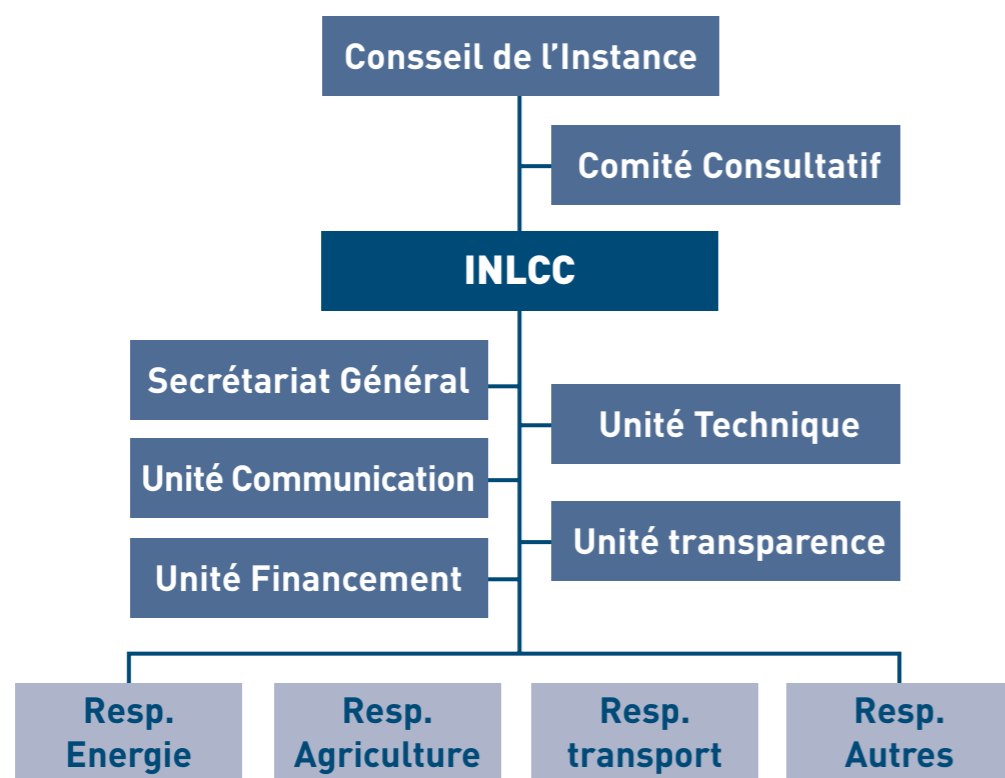 Consseil de l’Instance
Comité Consultatif
INLCC
Secrétariat Général
Unité Technique
Unité Communication
Unité transparence
Unité Financement
Resp.
Energie
Resp.
Agriculture
Resp.
transport
Resp.
Autres